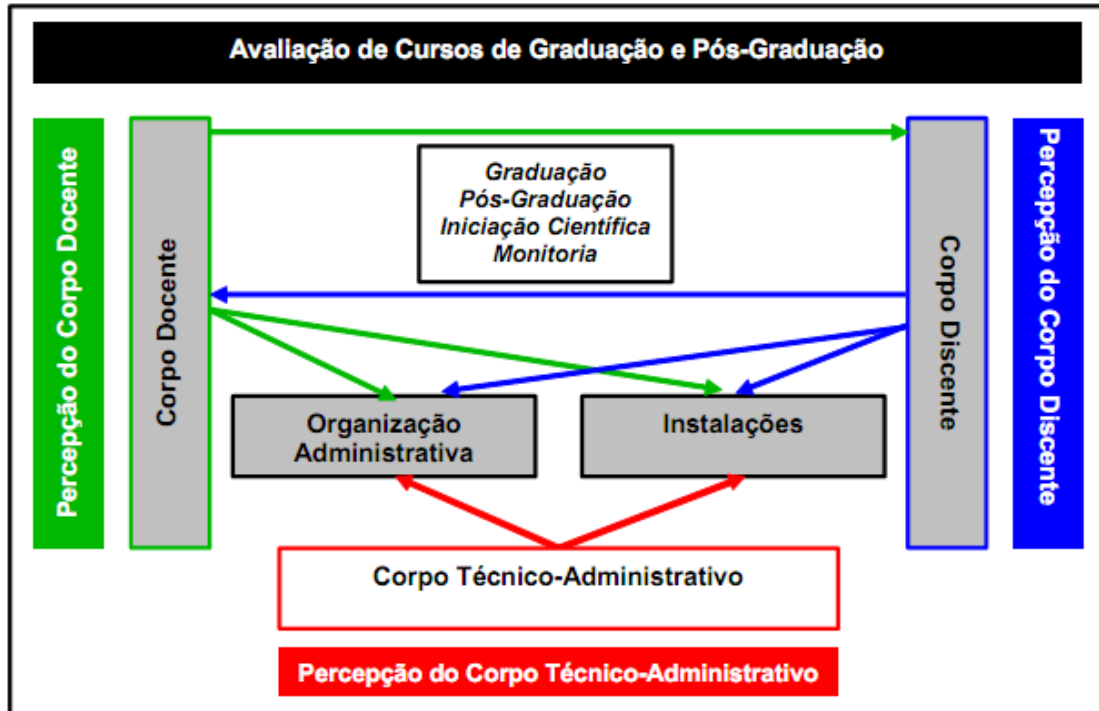 Avaliação de Cursos de Graduação e Pós-Graduação
Percepção do Corpo Docente
Corpo Docente
Graduação
Pós-Graduação
Iniciação Científica
Monitoria
Corpo Discente
Percepção do Corpo Discente
Organização
Administrativa
Instalações
Corpo Técnico-Administrativo
Percepção do Corpo Técnico-Administrativo